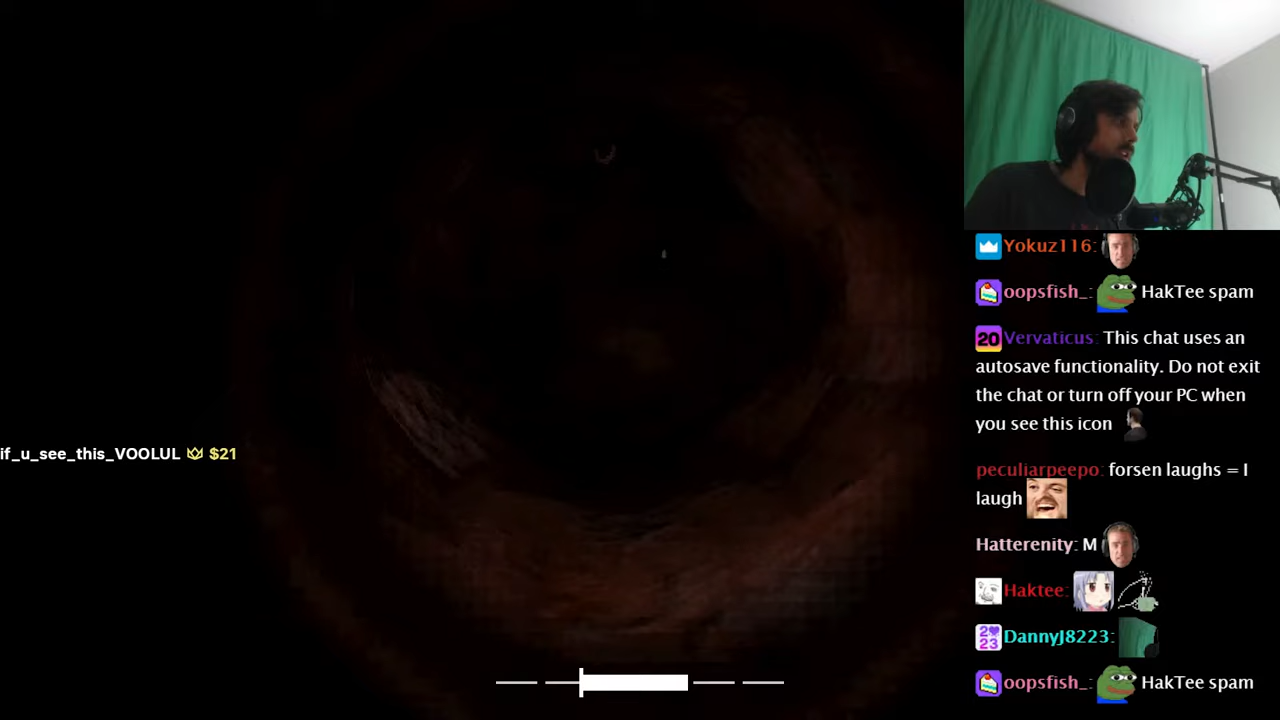 Yokuz116:
oopsfish_: HakTee spam
20 Vervaticus: This chat uses an
autosave functionality. Do not exit
the chat or turn off your PC when
you see this icon
if_u_see_this_VOOLUL $21
peculiarpeepo: forsen laughs = I
laugh
Hatterenity: M
Haktee:
2 23 DannyJ8223:
oopsfish_: HakTee spam